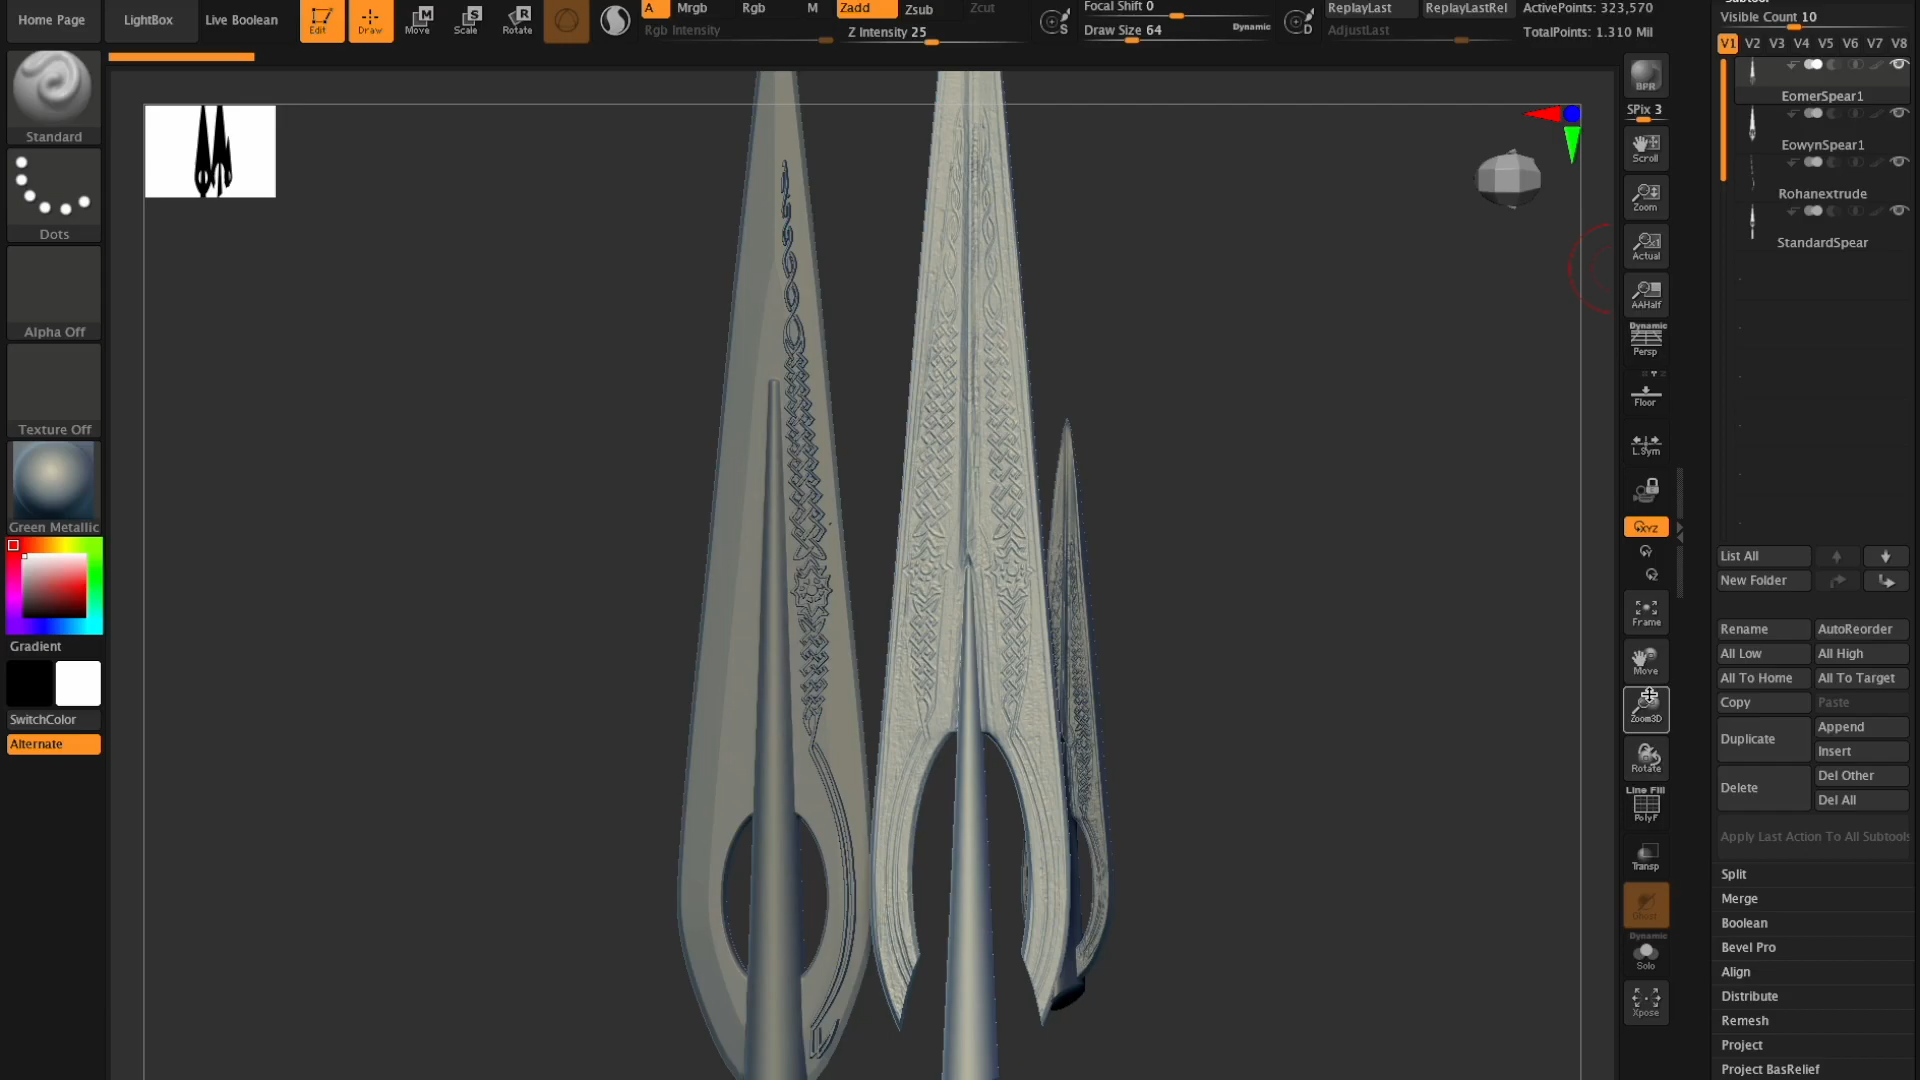 Home Page
LightBox
Live Boolean
Edit
Draw
Move
Scale
Rotate
A
Mrgb
Rgb
M
Rgb Intensity
Zadd
Zsub
Zcut
Z Intensity 25
Focal Shift 0
Draw Size 64
Dynamic
S
D
ReplayLast
ReplayLastRel
AdjustLast
ActivePoints: 323,570
TotalPoints: 1.310 Mil
Standard
Dots
Alpha Off
Texture Off
Green Metallic
Gradient
SwitchColor
Alternate
BPR
SPix 3
Scroll
Zoom
Actual
AAHalf
Dynamic
Persp
Floor
L.Sym
XYZ
Frame
Move
Zoom3D
Rotate
Line Fill
PolyF
Transp
Ghost
Dynamic
Solo
Xpose
Subtool
Visible Count 10
V1 V2 V3 V4 V5 V6 V7 V8
EomerSpear1
EowynSpear1
Rohanextrude
StandardSpear
List All
New Folder
Rename
AutoReorder
All Low
All High
All To Home
All To Target
Copy
Paste
Duplicate
Append
Insert
Delete
Del Other
Del All
Apply Last Action To All Subtools
Split
Merge
Boolean
Bevel Pro
Align
Distribute
Remesh
Project
Project BasRelief